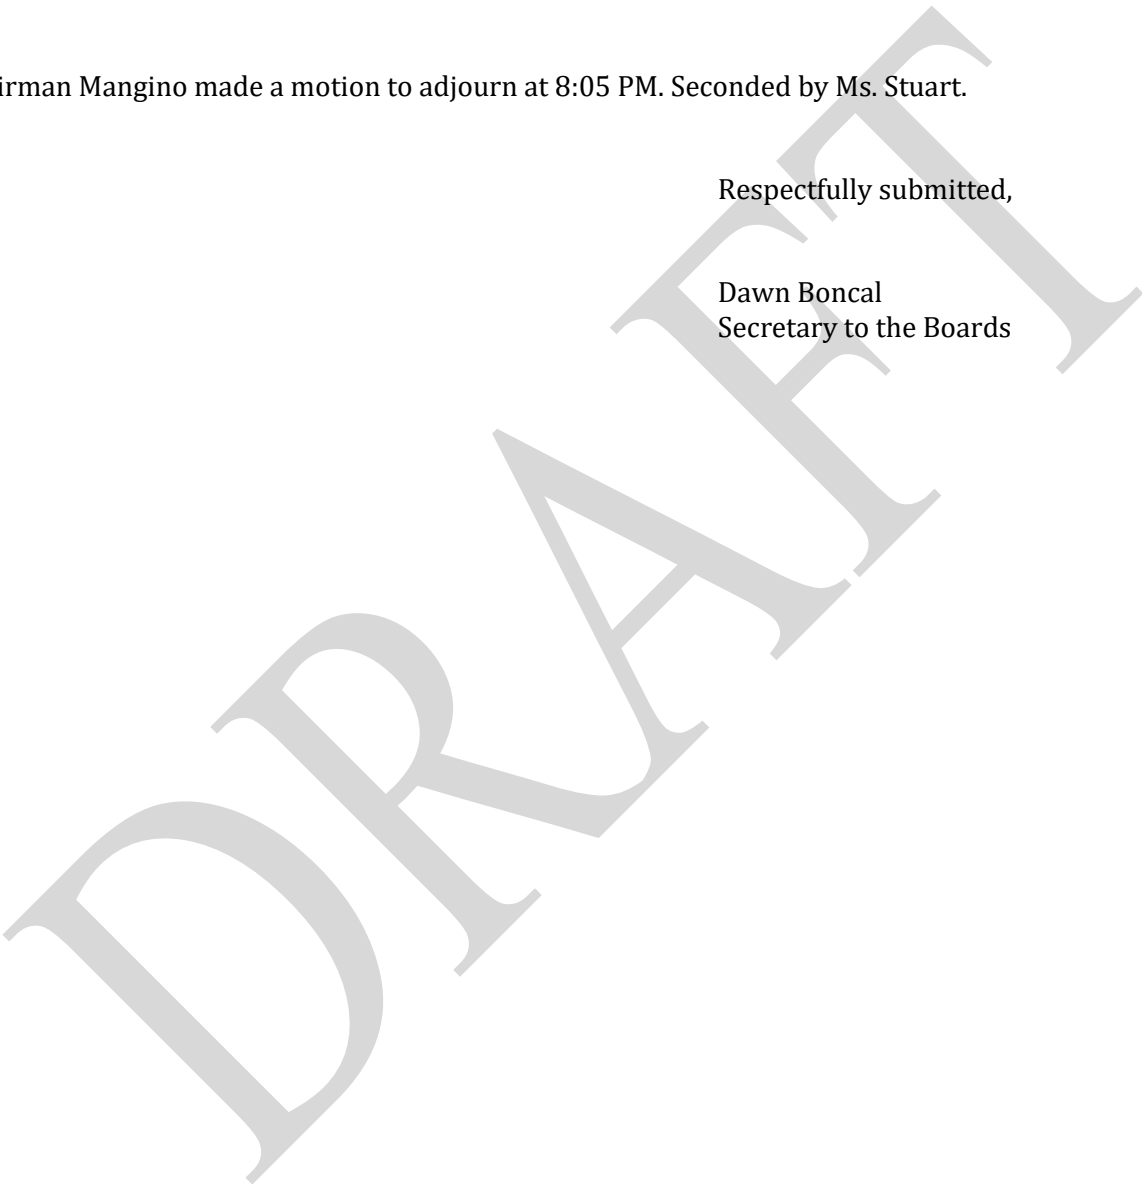 irman Mangino made a motion to adjourn at 8:05 PM. Seconded by Ms. Stuart.
Respectfully submitted,
Dawn Boncal
Secretary to the Boards
DRAFT